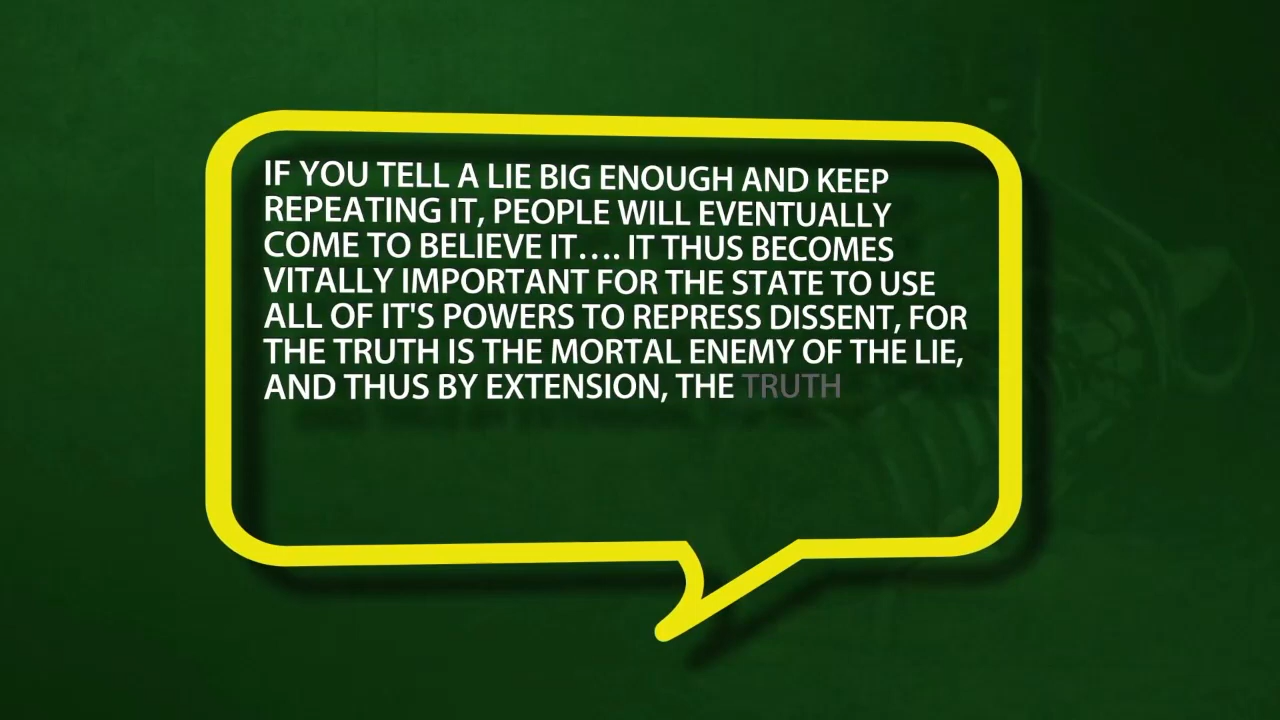 IF YOU TELL A LIE BIG ENOUGH AND KEEP
REPEATING IT, PEOPLE WILL EVENTUALLY
COME TO BELIEVE IT.... IT THUS BECOMES
VITALLY IMPORTANT FOR THE STATE TO USE
ALL OF IT'S POWERS TO REPRESS DISSENT, FOR
THE TRUTH IS THE MORTAL ENEMY OF THE LIE,
AND THUS BY EXTENSION, THE TRUTH